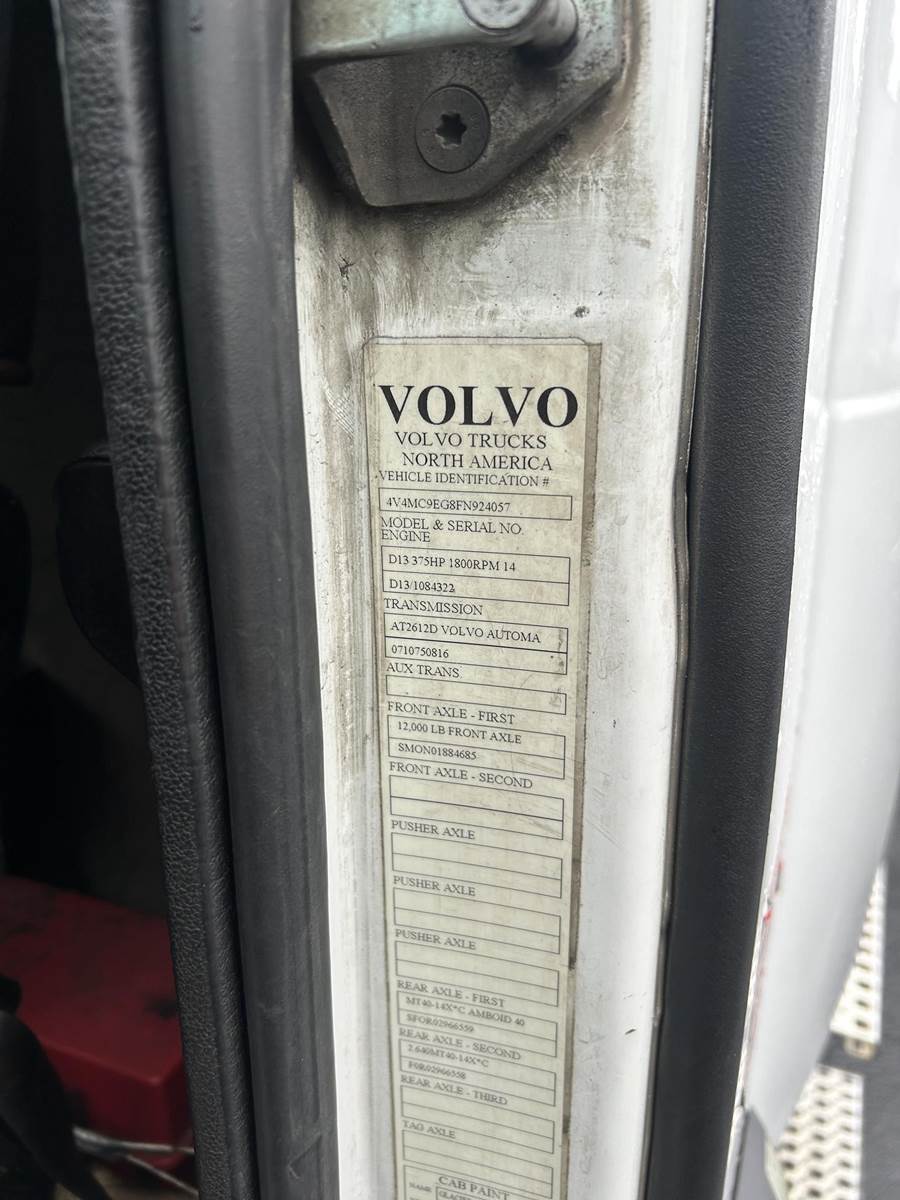 VOLVO
VOLVO TRUCKS
NORTH AMERICA
VEHICLE IDENTIFICATION #
4V4MC9EG8FN924057
MODEL & SERIAL NO.
ENGINE
D13 375HP 1800RPM 14
D13/1084322
TRANSMISSION
AT2612D VOLVO AUTOMA
0710750816
AUX TRANS
FRONT AXLE - FIRST
12,000 LB FRONT AXLE
SMON01884685
FRONT AXLE - SECOND
PUSHER AXLE
PUSHER AXLE
PUSHER AXLE
REAR AXLE - FIRST
MT40-14X*C AMBOID 40
SFOR02966559
REAR AXLE - SECOND
2.640MT40-14X*C
F0R02966558
REAR AXLE - THIRD
TAG AXLE
CAB PAINT
NAME